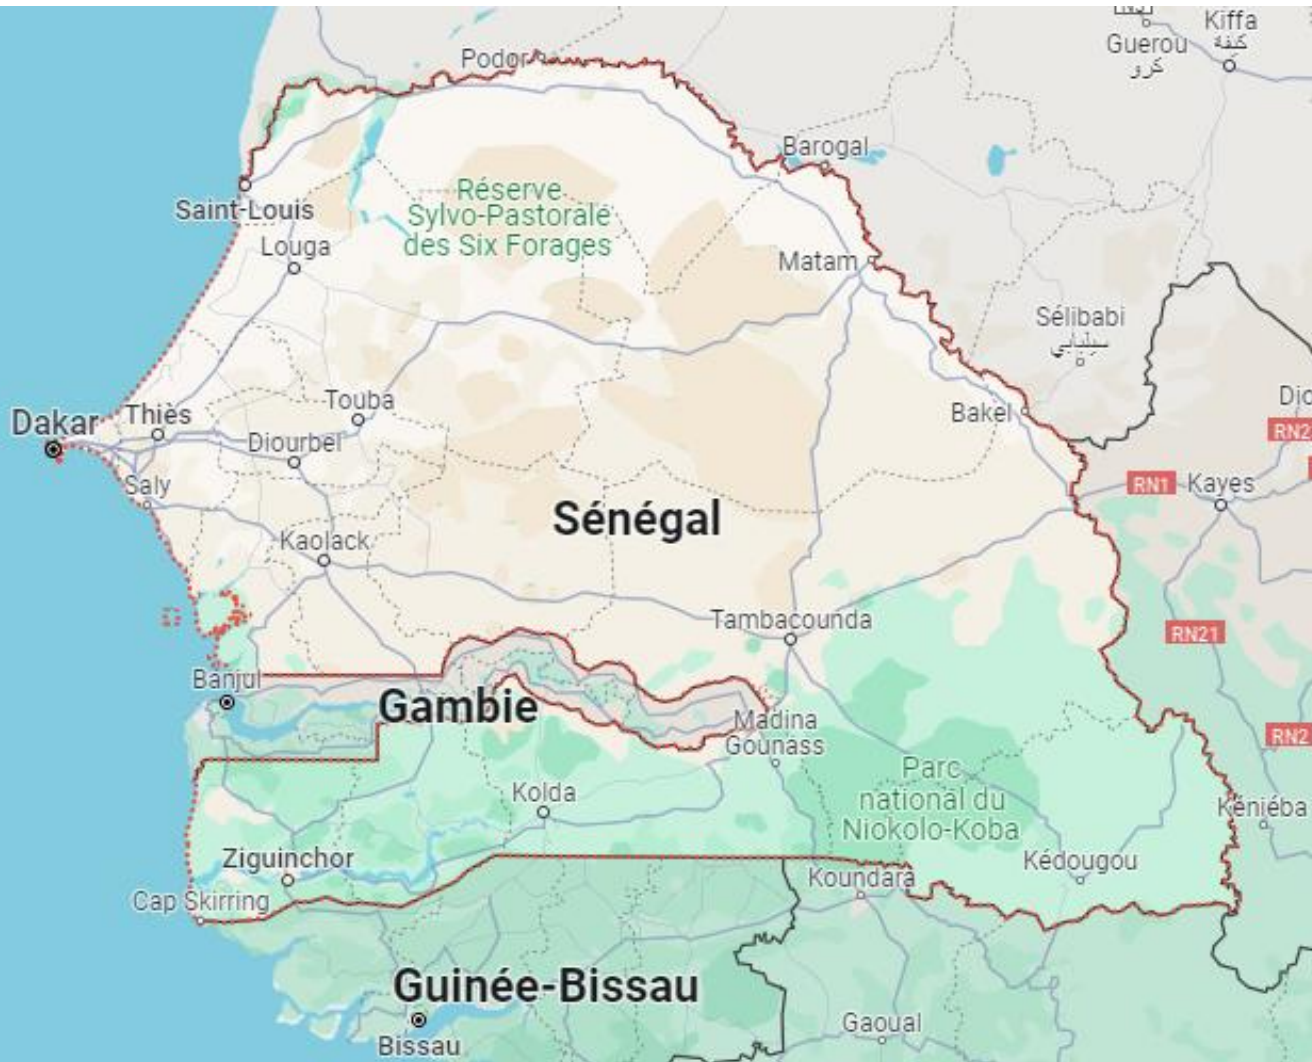 Kiffa
كيفة
Guerou
كرو
Podor
Barogal
Saint-Louis
Réserve
Sylvo-Pastorale
des Six Forages
Louga
Matam
Sélibabi
سيليبابي
Dakar
Thiès
Touba
Bakel
RN2
Diourbel
Saly
RN1
Kayes
Sénégal
Kaolack
Tambacounda
RN21
Banjul
Gambie
Madina
Gounass
RN2
Parc
national du
Niokolo-Koba
Kolda
Kéniéba
Ziguinchor
Kédougou
Koundara
Cap Skirring
Guinée-Bissau
Gaoual
Bissau